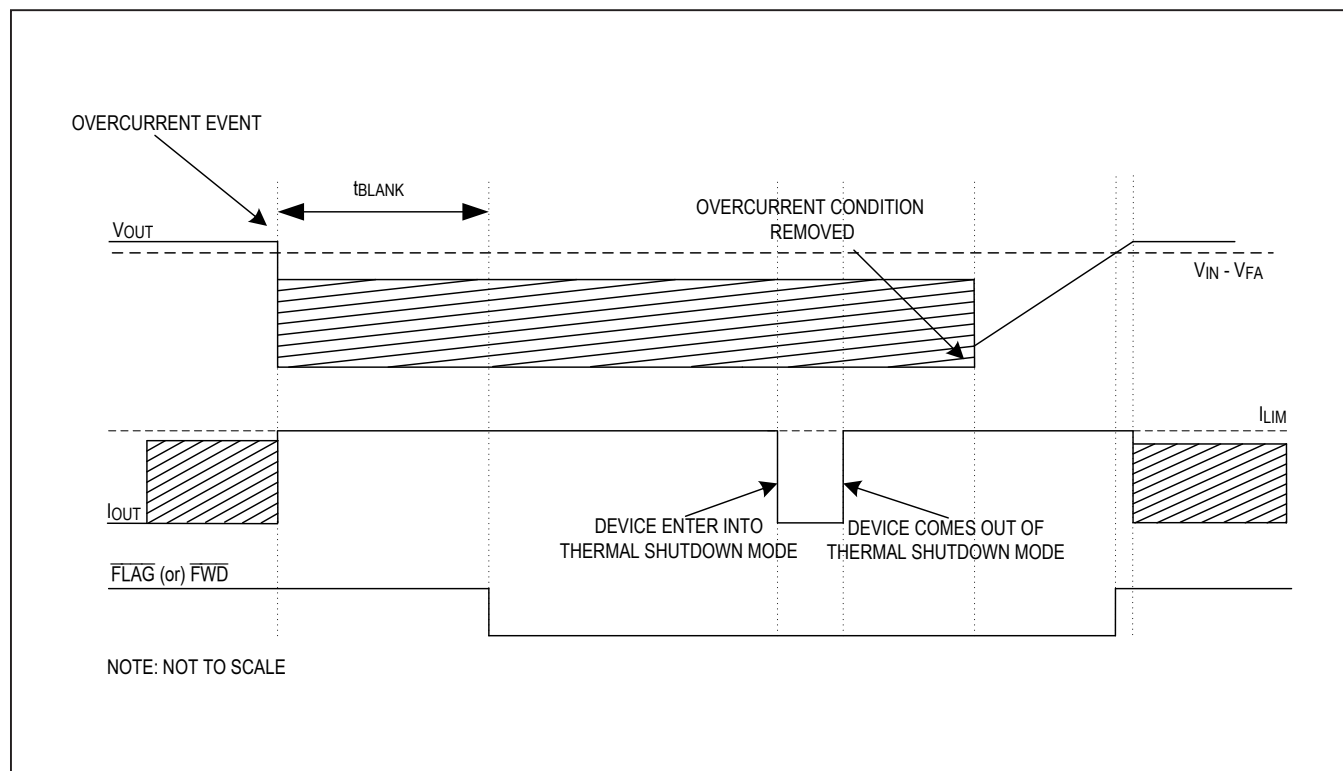 OVERCURRENT EVENT
tBLANK
OVERCURRENT CONDITION
REMOVED
VOUT
VIN - VFA
ILIM
IOUT
DEVICE ENTER INTO
THERMAL SHUTDOWN MODE
DEVICE COMES OUT OF
THERMAL SHUTDOWN MODE
FLAG (or) FWD
NOTE: NOT TO SCALE